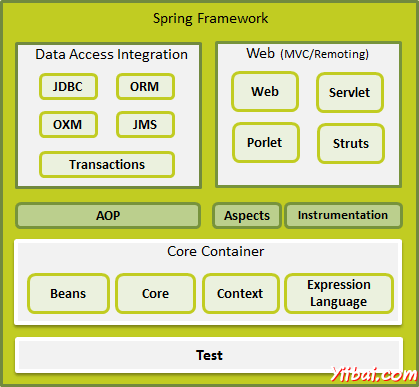 Spring Framework
Data Access Integration
JDBC
ORM
OXM
JMS
Transactions
Web (MVC/Remoting)
Web
Servlet
Porlet
Struts
AOP
Aspects
Instrumentation
Core Container
Beans
Core
Context
Expression
Language
Test
Yiibai.com